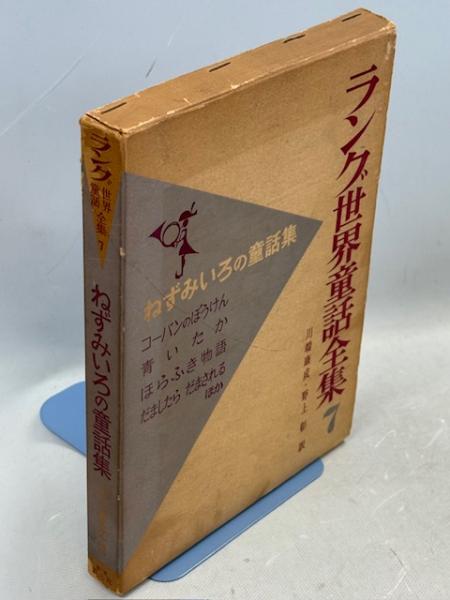 ラング世界童話全集7
川端康成・野上彰訳
ねずみいろの童話集
コーバンのぼうけん
青いたか
ほらふき物語
だましたら だまされる
ほか
ラング世界童話全集7
ねずみいろの童話集